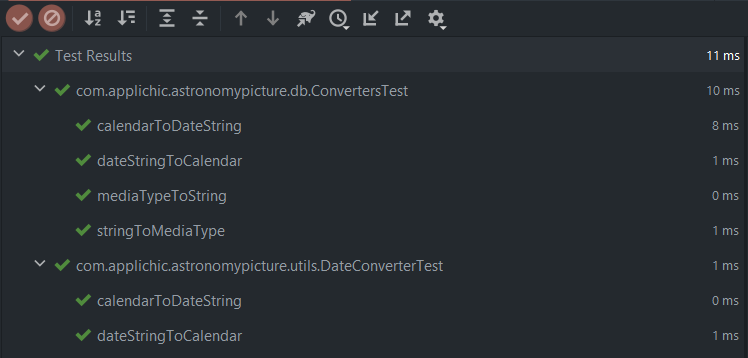 Test Results 11 ms
com.applichic.astronomypicture.db.ConvertersTest 10 ms
calendarToDateString 8 ms
dateStringToCalendar 1 ms
mediaTypeToString 0 ms
stringToMediaType 1 ms
com.applichic.astronomypicture.utils.DateConverterTest 1 ms
calendarToDateString 0 ms
dateStringToCalendar 1 ms